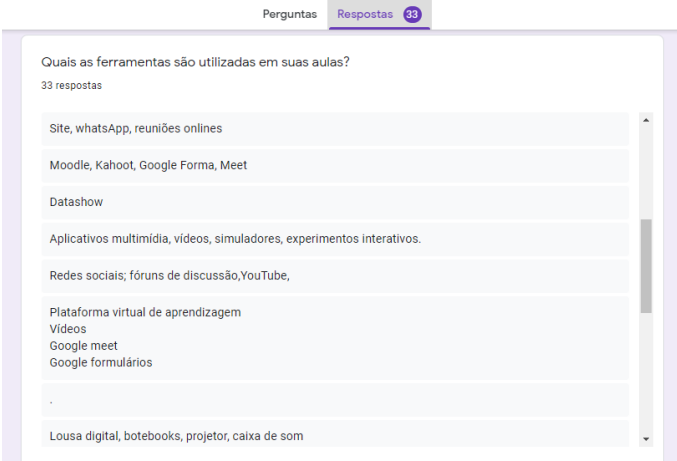 Perguntas Respostas 33
Quais as ferramentas são utilizadas em suas aulas?
33 respostas
Site, whatsApp, reuniões onlines
Moodle, Kahoot, Google Forma, Meet
Datashow
Aplicativos multimídia, vídeos, simuladores, experimentos interativos.
Redes sociais; fóruns de discussão,YouTube,
Plataforma virtual de aprendizagem
Vídeos
Google meet
Google formulários
.
Lousa digital, botebooks, projetor, caixa de som